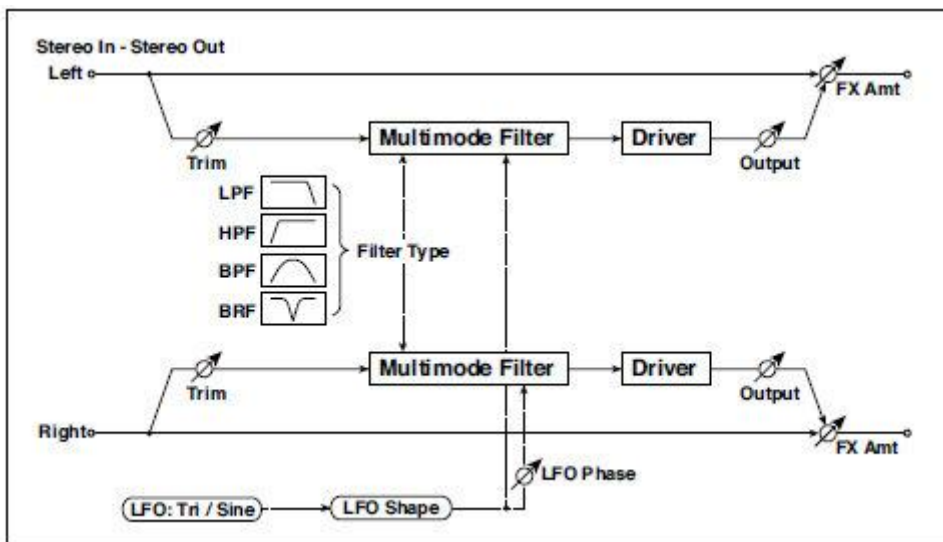 Stereo In - Stereo Out
Left
FX Amt
Trim
Multimode Filter
Driver
Output
LPF
HPF
BPF
BRF
Filter Type
Trim
Multimode Filter
Driver
Output
Right
FX Amt
LFO Phase
LFO: Tri / Sine
LFO Shape